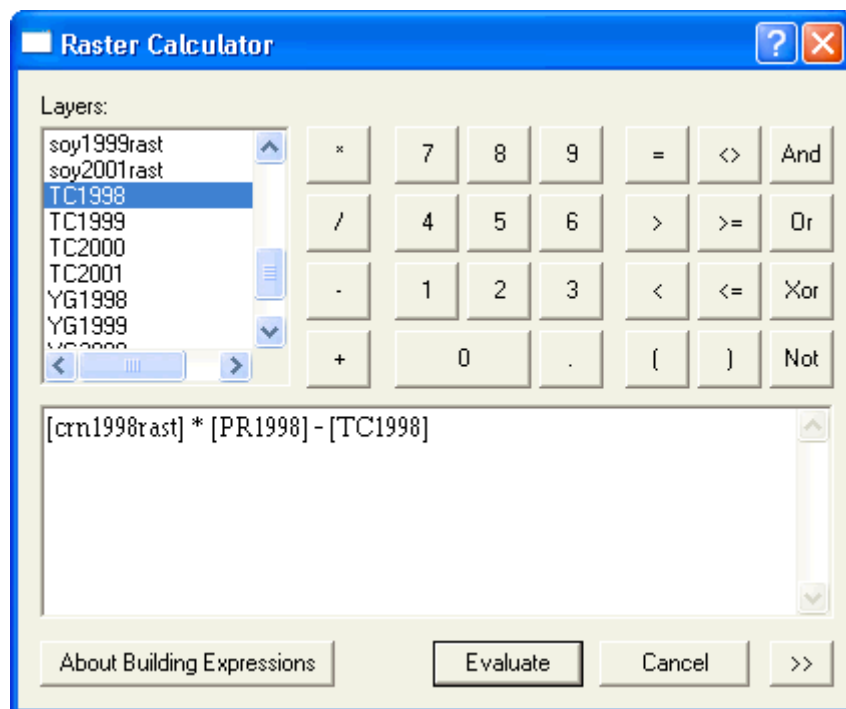 Raster Calculator
Layers:
soy1999rast
soy2001rast
TC1998
TC1999
TC2000
TC2001
YG1998
YG1999
* 7 8 9 = <> And
/ 4 5 6 > >= Or
- 1 2 3 < <= Xor
+ 0 . ( ) Not
[crn1998rast] * [PR1998] - [TC1998]
About Building Expressions Evaluate Cancel >>